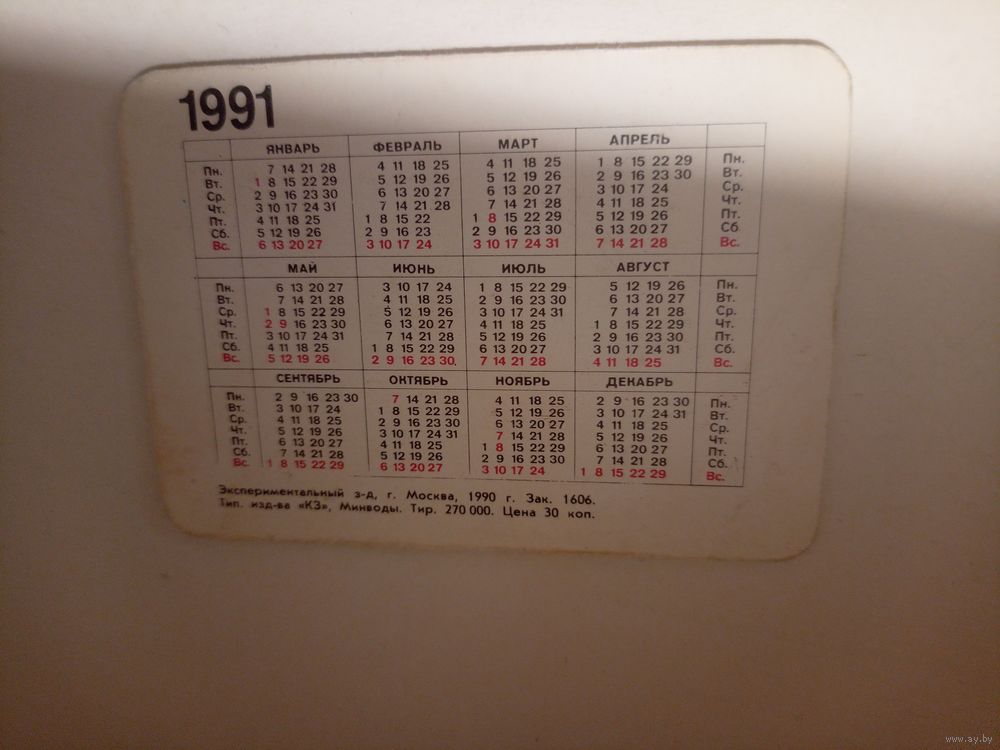 1991
ЯНВАРЬ ФЕВРАЛЬ МАРТ АПРЕЛЬ
Пн. 7 14 21 28 4 11 18 25 4 11 18 25 1 8 15 22 29 Пн.
Вт. 1 8 15 22 29 5 12 19 26 5 12 19 26 2 9 16 23 30 Вт.
Ср. 2 9 16 23 30 6 13 20 27 6 13 20 27 3 10 17 24 Ср.
Чт. 3 10 17 24 31 7 14 21 28 7 14 21 28 4 11 18 25 Чт.
Пт. 4 11 18 25 1 8 15 22 1 8 15 22 29 5 12 19 26 Пт.
Сб. 5 12 19 26 2 9 16 23 2 9 16 23 30 6 13 20 27 Сб
Вс. 6 13 20 27 3 10 17 24 3 10 17 24 31 7 14 21 28 Вс.
МАЙ ИЮНЬ ИЮЛЬ АВГУСТ
Пн. 6 13 20 27 3 10 17 24 1 8 15 22 29 5 12 19 26 Пн.
Вт. 7 14 21 28 4 11 18 25 2 9 16 23 30 6 13 20 27 Вт.
Ср. 1 8 15 22 29 5 12 19 26 3 10 17 24 31 7 14 21 28 Ср.
Чт. 2 9 16 23 30 6 13 20 27 4 11 18 25 1 8 15 22 29 Чт.
Пт. 3 10 17 24 31 7 14 21 28 5 12 19 26 2 9 16 23 30 Пт.
Сб. 4 11 18 25 1 8 15 22 29 6 13 20 27 3 10 17 24 31 Сб.
Вс. 5 12 19 26 2 9 16 23 30. 7 14 21 28 4 11 18 25 Вс.
СЕНТЯБРЬ ОКТЯБРЬ НОЯБРЬ ДЕКАБРЬ
Пн. 2 9 16 23 30 7 14 21 28 4 11 18 25 2 9 16 23 30 Пн.
Вт. 3 10 17 24 1 8 15 22 29 5 12 19 26 3 10 17 24 31 Вт.
Ср. 4 11 18 25 2 9 16 23 30 6 13 20 27 4 11 18 25 Ср.
Чт. 5 12 19 26 3 10 17 24 31 7 14 21 28 5 12 19 26 Чт.
Пт. 6 13 20 27 4 11 18 25 1 8 15 22 29 6 13 20 27 Пт.
Сб. 7 14 21 28 5 12 19 26 2 9 16 23 30 7 14 21 28 Сб.
Вс. 1 8 15 22 29 6 13 20 27 3 10 17 24 1 8 15 22 29 Вс.
Экспериментальный з-д, г. Москва, 1990 г. Зак. 1606.
Тип. изд-ва «КЗ», Минводы. Тир. 270 000. Цена 30 коп.
www.ay.by